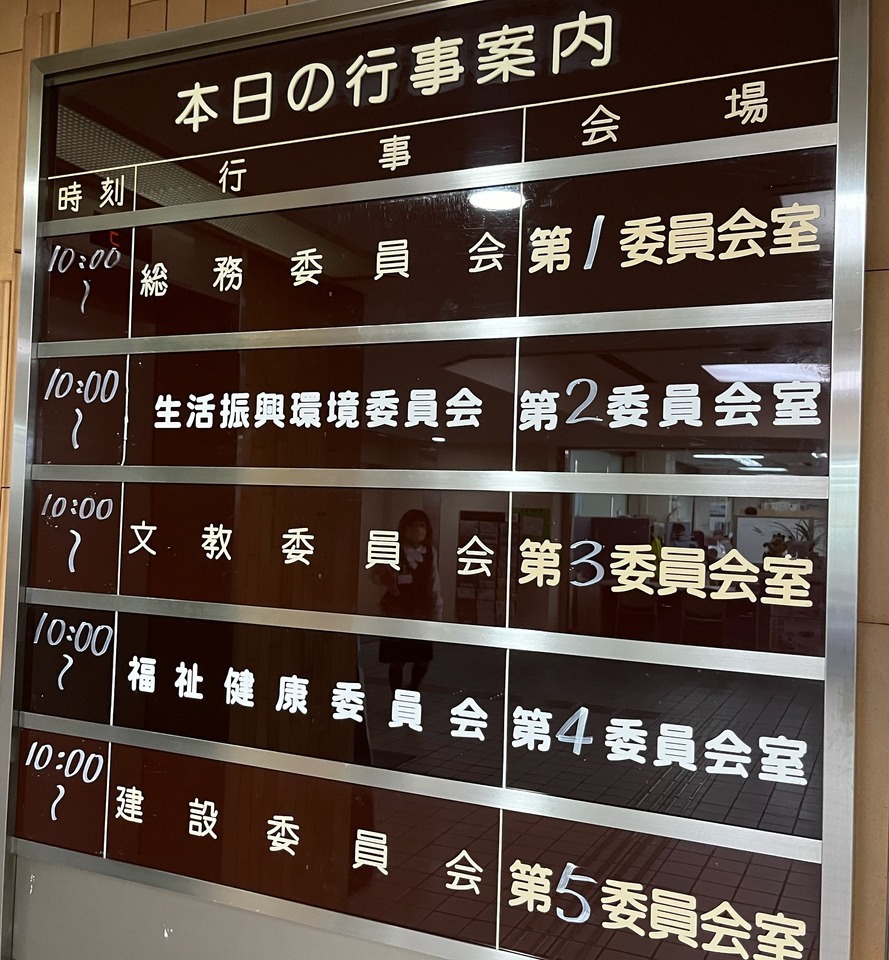 本日の行事案内
時刻 行事 会場
10:00〜 総務委員会 第1委員会室
10:00〜 生活振興環境委員会 第2委員会室
10:00〜 文教委員会 第3委員会室
10:00〜 福祉健康委員会 第4委員会室
10:00〜 建設委員会 第5委員会室